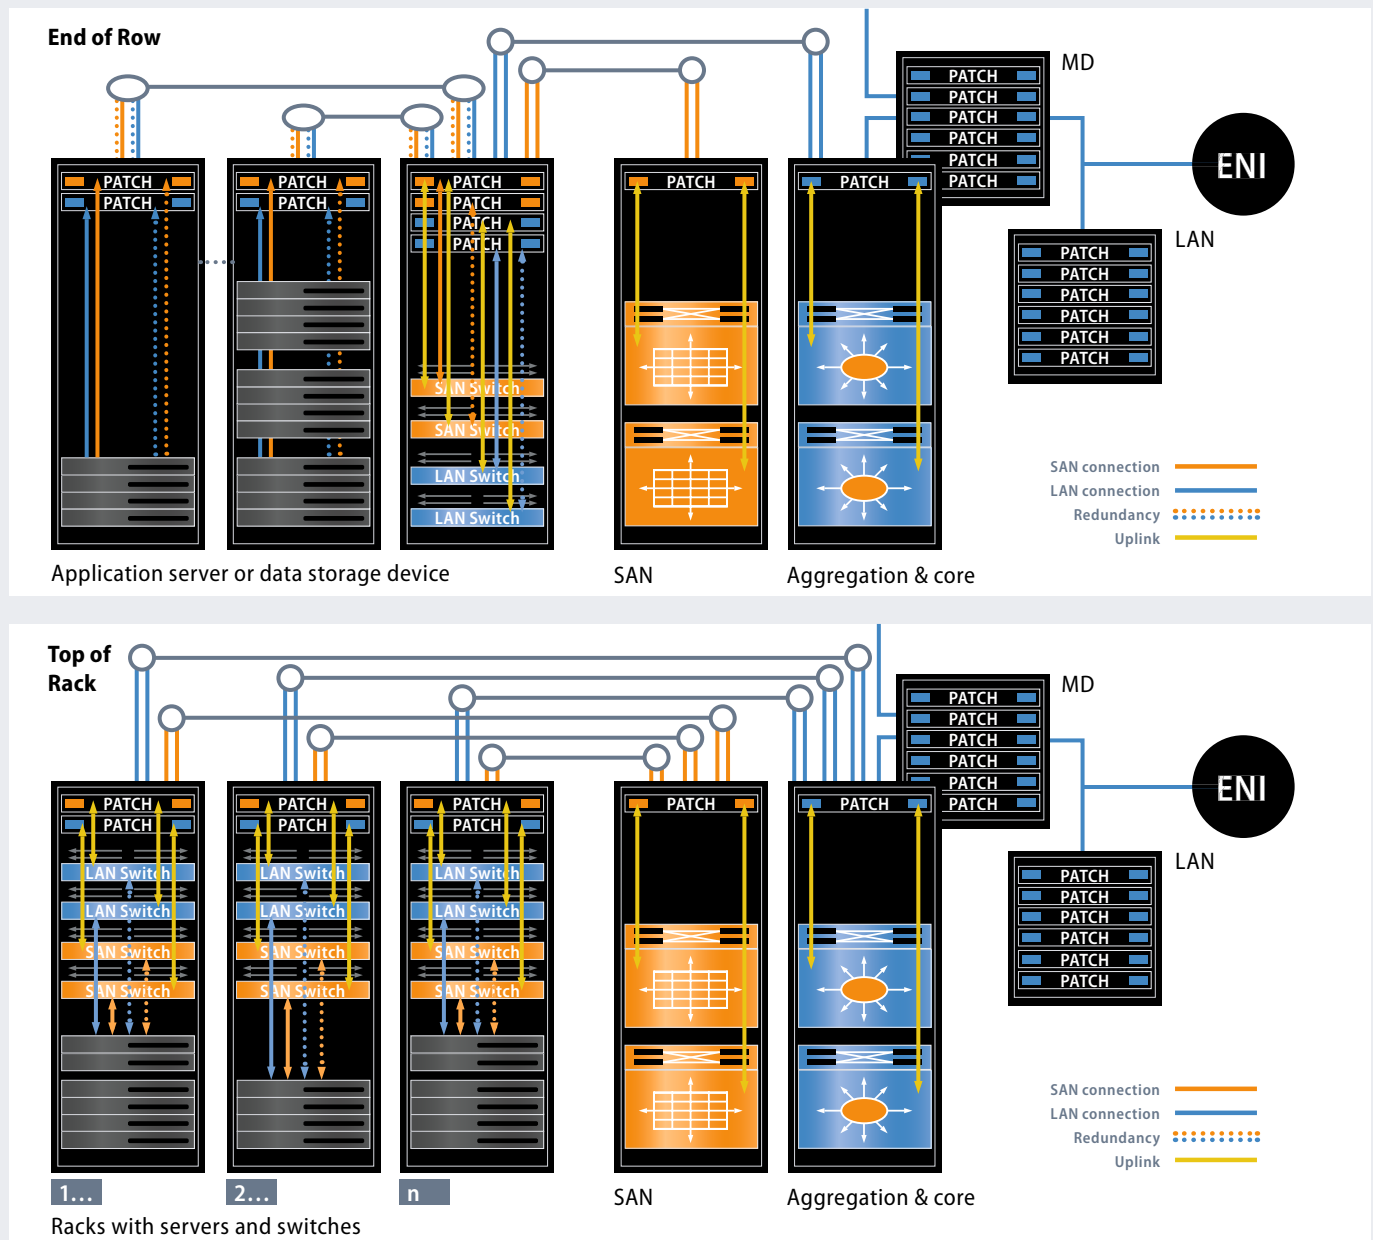 End of Row
MD
PATCH
PATCH
PATCH
PATCH
PATCH
PATCH
ENI
PATCH
PATCH
PATCH
PATCH
PATCH
PATCH
PATCH
PATCH
PATCH
PATCH
LAN
PATCH
PATCH
PATCH
PATCH
PATCH
PATCH
SAN Switch
SAN Switch
LAN Switch
LAN Switch
SAN connection
LAN connection
Redundancy
Uplink
Application server or data storage device
SAN
Aggregation & core
Top of
Rack
MD
PATCH
PATCH
PATCH
PATCH
PATCH
PATCH
ENI
PATCH
PATCH
PATCH
PATCH
PATCH
PATCH
PATCH
PATCH
LAN
PATCH
PATCH
PATCH
PATCH
PATCH
PATCH
LAN Switch
LAN Switch
SAN Switch
SAN Switch
LAN Switch
LAN Switch
SAN Switch
SAN Switch
LAN Switch
LAN Switch
SAN Switch
SAN Switch
SAN connection
LAN connection
Redundancy
Uplink
1...
2...
n
SAN
Aggregation & core
Racks with servers and switches